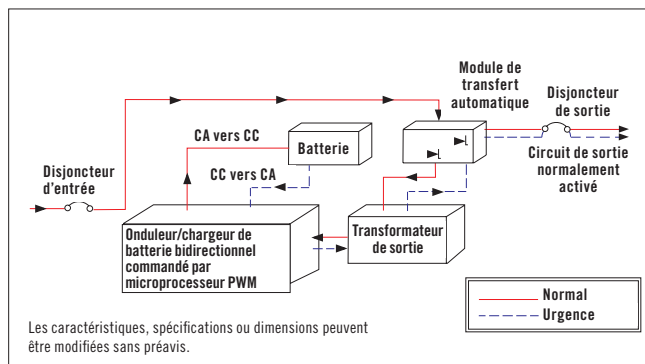 Module de
transfert
automatique
Disjoncteur
de sortie
CA vers CC
Batterie
Disjoncteur
d'entrée
CC vers CA
Circuit de sortie
normalement
activé
Onduleur/chargeur de
batterie bidirectionnel
commandé par
microprocesseur PWM
Transformateur
de sortie
Normal
Urgence
Les caractéristiques, spécifications ou dimensions peuvent
être modifiées sans préavis.